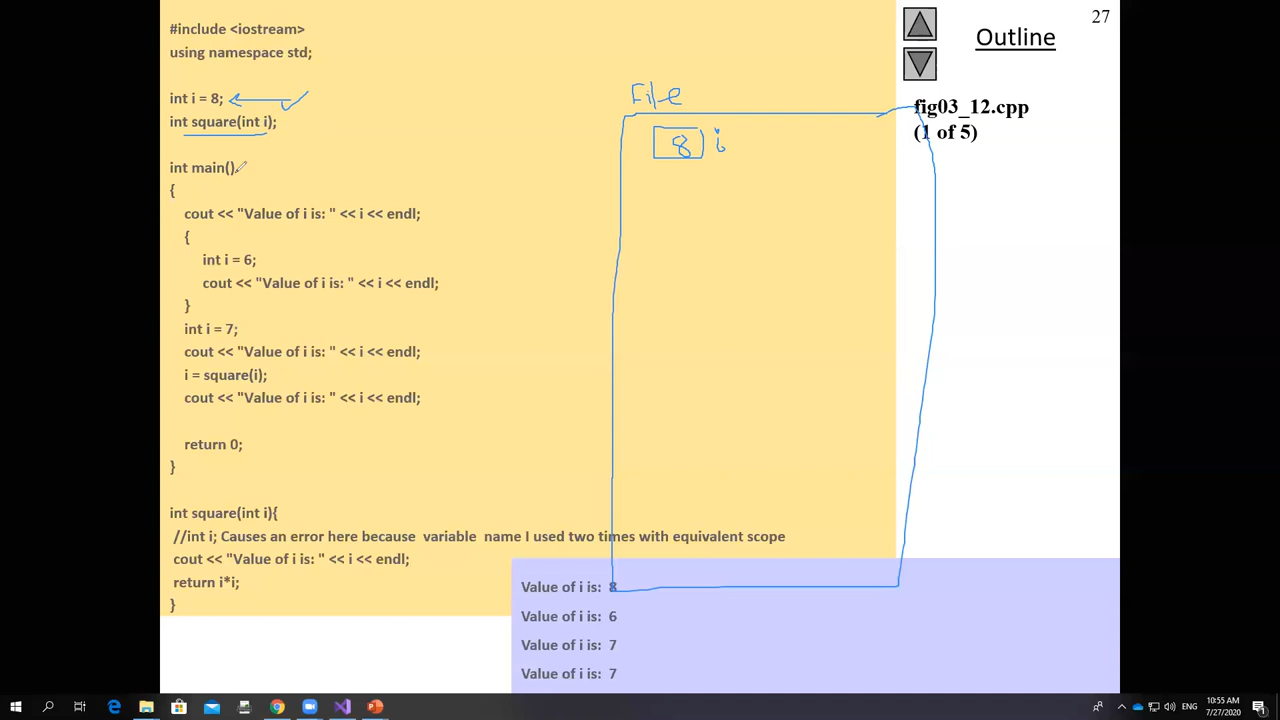 #include <iostream>
using namespace std;
int i = 8;
int square(int i);
int main()
{
cout << "Value of i is: " << i << endl;
{
int i = 6;
cout << "Value of i is: " << i << endl;
}
int i = 7;
cout << "Value of i is: " << i << endl;
i = square(i);
cout << "Value of i is: " << i << endl;
return 0;
}
int square(int i){
//int i; Causes an error here because variable name I used two times with equivalent scope
cout << "Value of i is: " << i << endl;
return i*i;
}
File
8 i
Value of i is: 8
Value of i is: 6
Value of i is: 7
Value of i is: 7
27
Outline
fig03_12.cpp
(1 of 5)
10:55 AM
7/27/2020
1